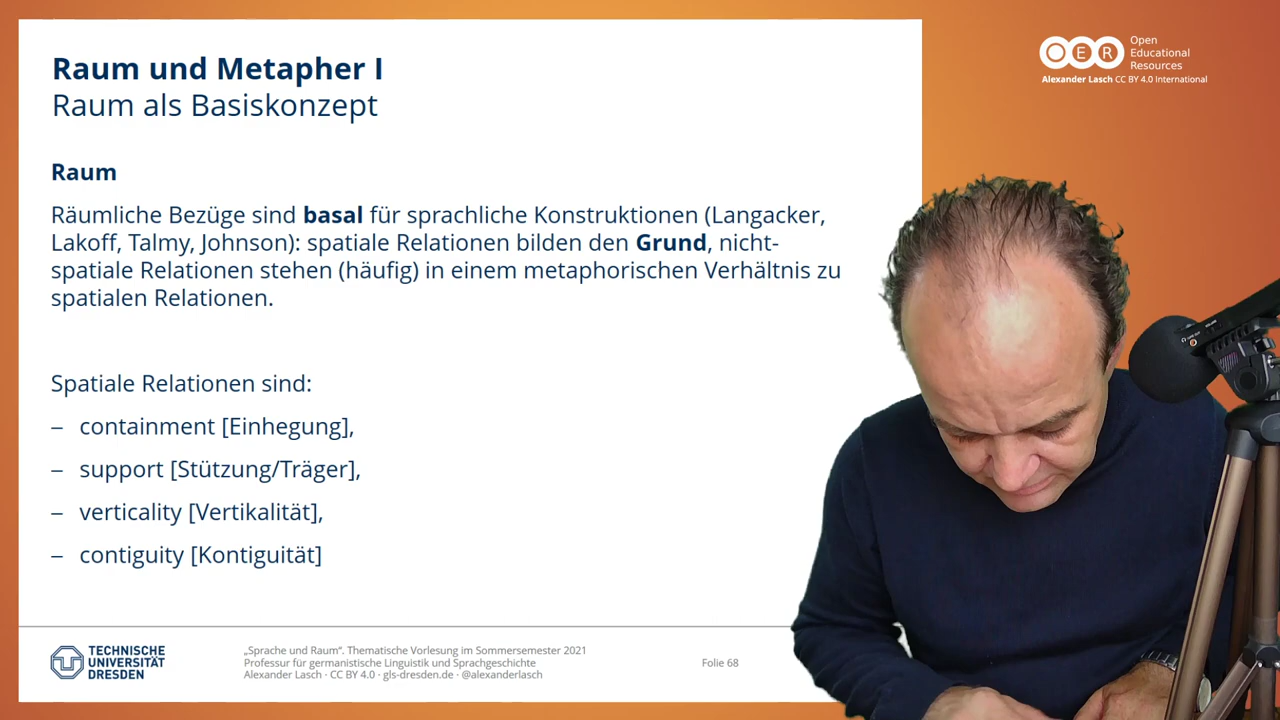 Raum und Metapher I
Raum als Basiskonzept
Raum
Räumliche Bezüge sind basal für sprachliche Konstruktionen (Langacker,
Lakoff, Talmy, Johnson): spatiale Relationen bilden den Grund, nicht-
spatiale Relationen stehen (häufig) in einem metaphorischen Verhältnis zu
spatialen Relationen.
Spatiale Relationen sind:
– containment [Einhegung],
– support [Stützung/Träger],
– verticality [Vertikalität],
– contiguity [Kontiguität]
TECHNISCHE
UNIVERSITÄT
DRESDEN
„Sprache und Raum“. Thematische Vorlesung im Sommersemester 2021
Professur für germanistische Linguistik und Sprachgeschichte
Alexander Lasch · CC BY 4.0 · gls-dresden.de · @alexanderlasch
Folie 68
OER
Open
Educational
Resources
Alexander Lasch CC BY 4.0 International